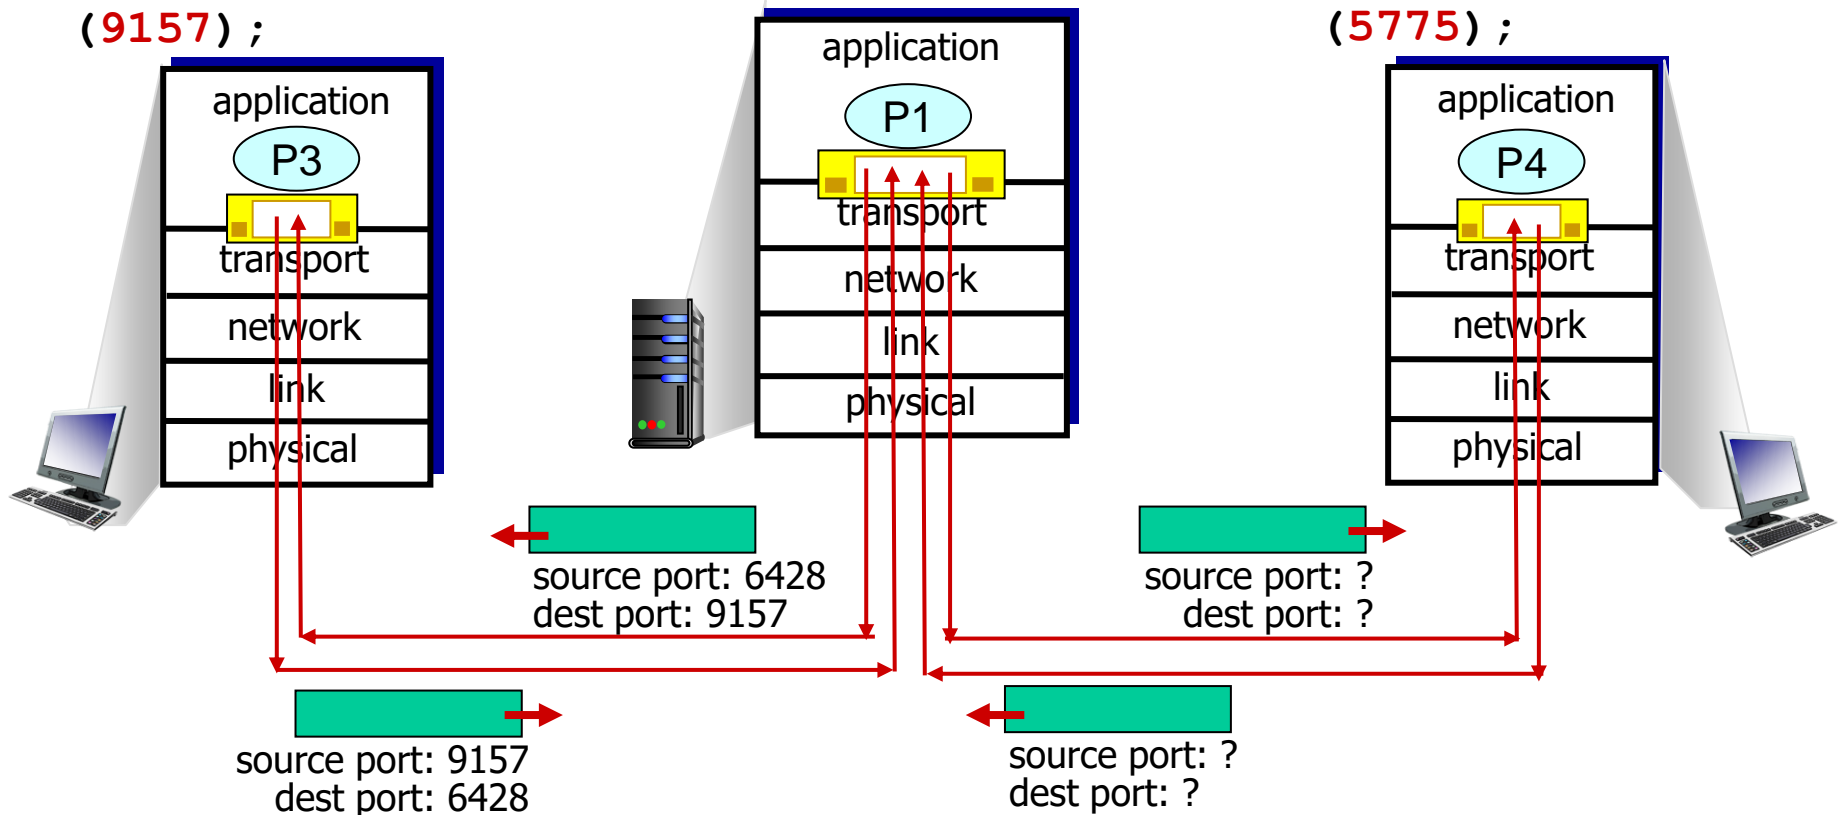 (9157);
application
P3
transport
network
link
physical
application
P1
transport
network
link
physical
(5775);
application
P4
transport
network
link
physical
source port: 6428
dest port: 9157
source port: ?
dest port: ?
source port: 9157
dest port: 6428
source port: ?
dest port: ?